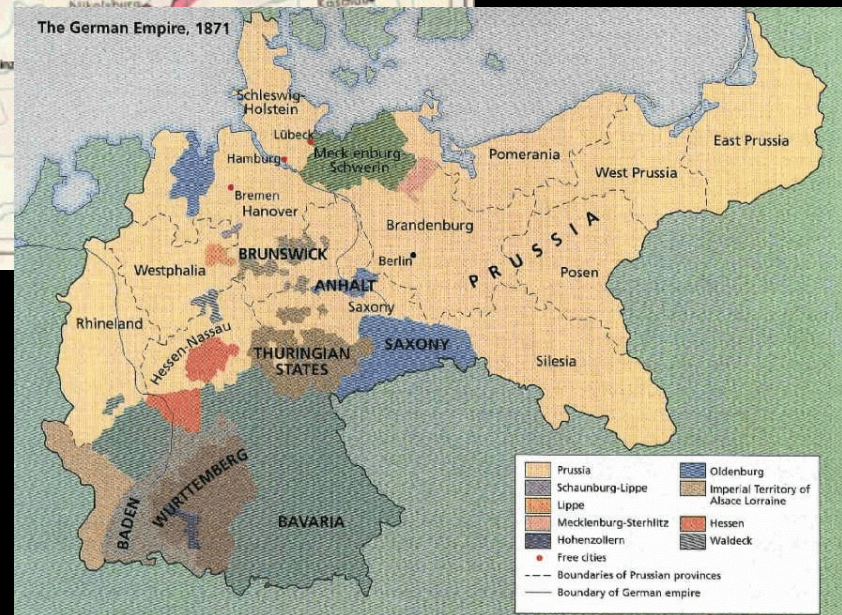 Nikolsburg
The German Empire, 1871
Schleswig-
Holstein
Lübeck
Hamburg
Mecklenburg-
Schwerin
Bremen
Hanover
Pomerania
West Prussia
East Prussia
Brandenburg
Berlin
PRUSSIA
Posen
Westphalia
BRUNSWICK
ANHALT
Saxony
Rhineland
Hessen-Nassau
THURINGIAN
STATES
SAXONY
Silesia
BADEN
WURTTEMBERG
BAVARIA
Prussia
Schaunburg-Lippe
Lippe
Mecklenburg-Sterhlitz
Hohenzollern
Free cities
Boundaries of Prussian provinces
Boundary of German empire
Oldenburg
Imperial Territory of
Alsace Lorraine
Hessen
Waldeck